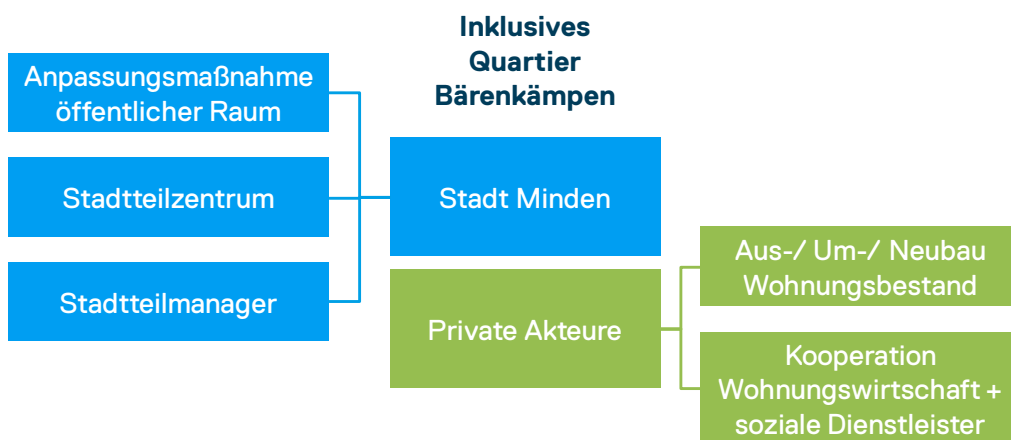 Inklusives
Quartier
Bärenkämpen
Anpassungsmaßnahme
öffentlicher Raum
Stadtteilzentrum
Stadtteilmanager
Stadt Minden
Private Akteure
Aus-/ Um-/ Neubau
Wohnungsbestand
Kooperation
Wohnungswirtschaft +
soziale Dienstleister